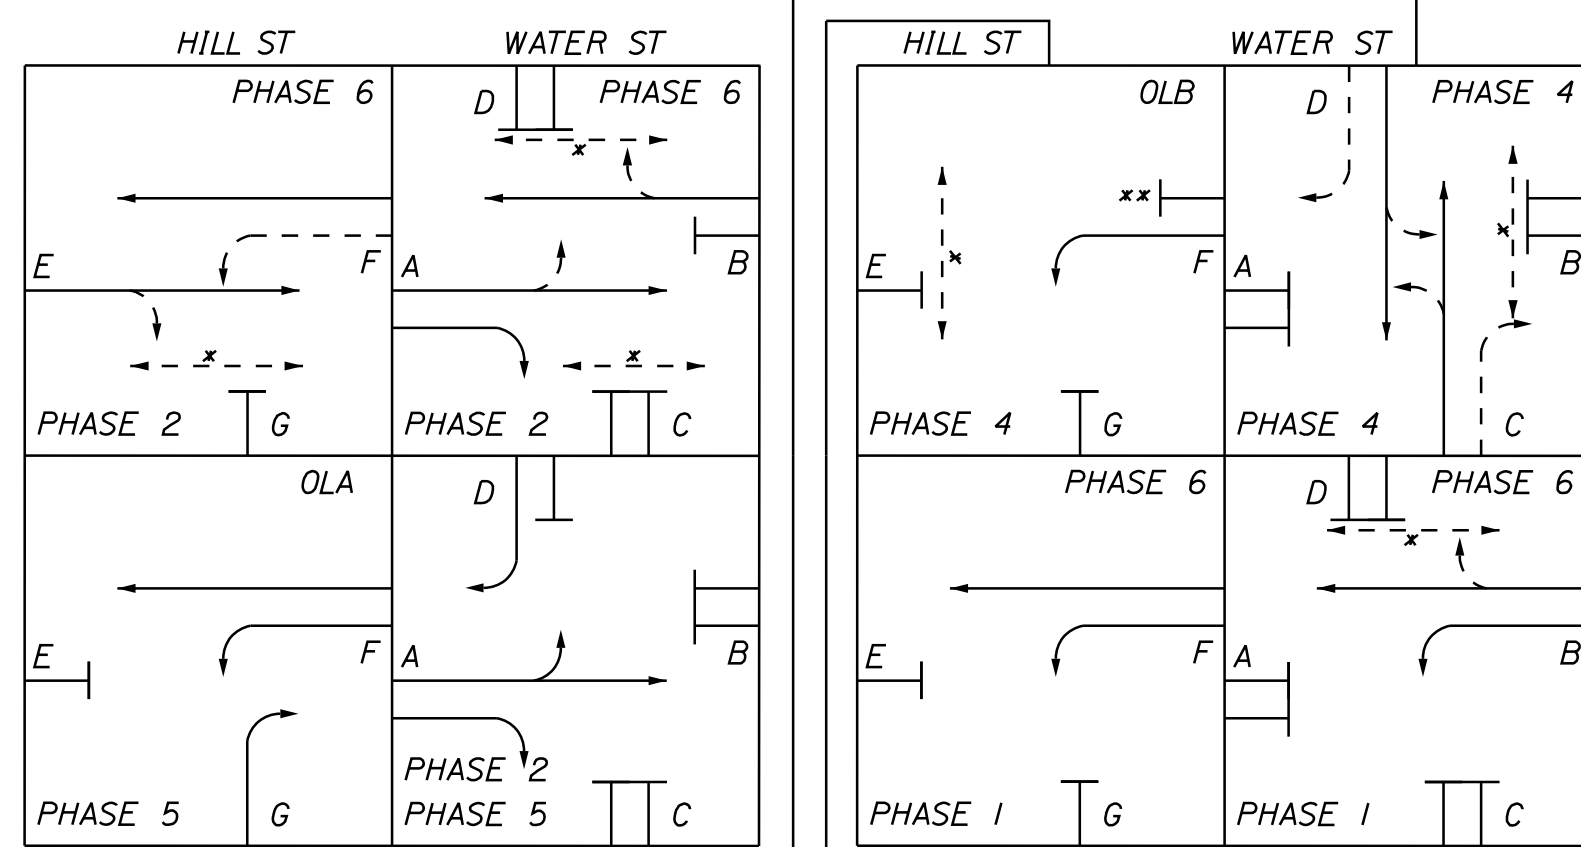 HILL ST WATER ST HILL ST WATER ST
PHASE 6 D PHASE 6 OLB D PHASE 4
* ** * *
E F A B E F A B
* *
PHASE 2 G PHASE 2 C PHASE 4 G PHASE 4 C
OLA D PHASE 6 D PHASE 6
*
E F A B E F A B
PHASE 2
PHASE 5 G PHASE 5 C PHASE 1 G PHASE 1 C